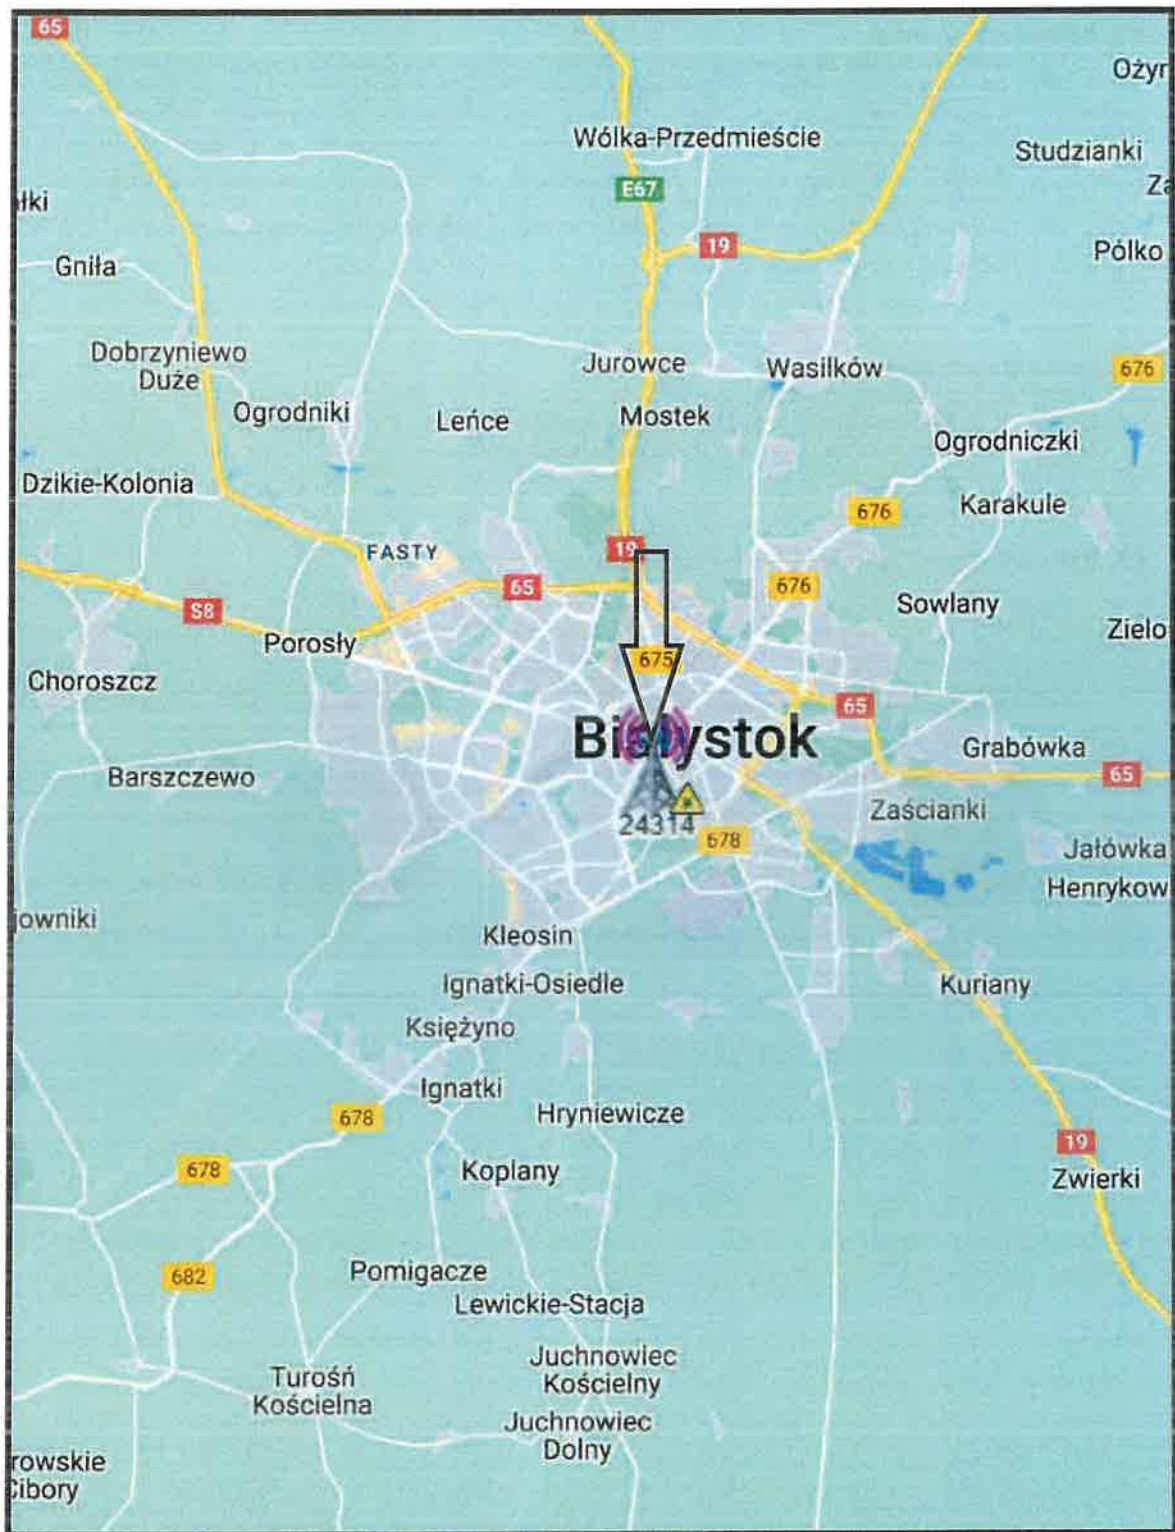 65
Ożyr
Wólka-Przedmieście
Studzianki
Za
E67
łki
19
Pólko
Gniła
Dobrzyniewo
Duże
Jurowce
Wasilków
676
Ogrodniki
Leńce
Mostek
Ogrodniczki
Dzikie-Kolonia
Karakule
676
FASTY
19
65
676
S8
Sowlany
Porosły
Zielo
675
Choroszcz
65
Białystok
Grabówka
Barszczewo
65
Zaścianki
24314
678
Jałówka
Henrykow
jowniki
Kleosin
Ignatki-Osiedle
Kuriany
Księżyno
Ignatki
678
Hryniewicze
19
678
Koplany
Zwierki
682
Pomigacze
Lewickie-Stacja
Juchnowiec
Kościelny
Turośń
Kościelna
Juchnowiec
Dolny
rowskie
Cibory